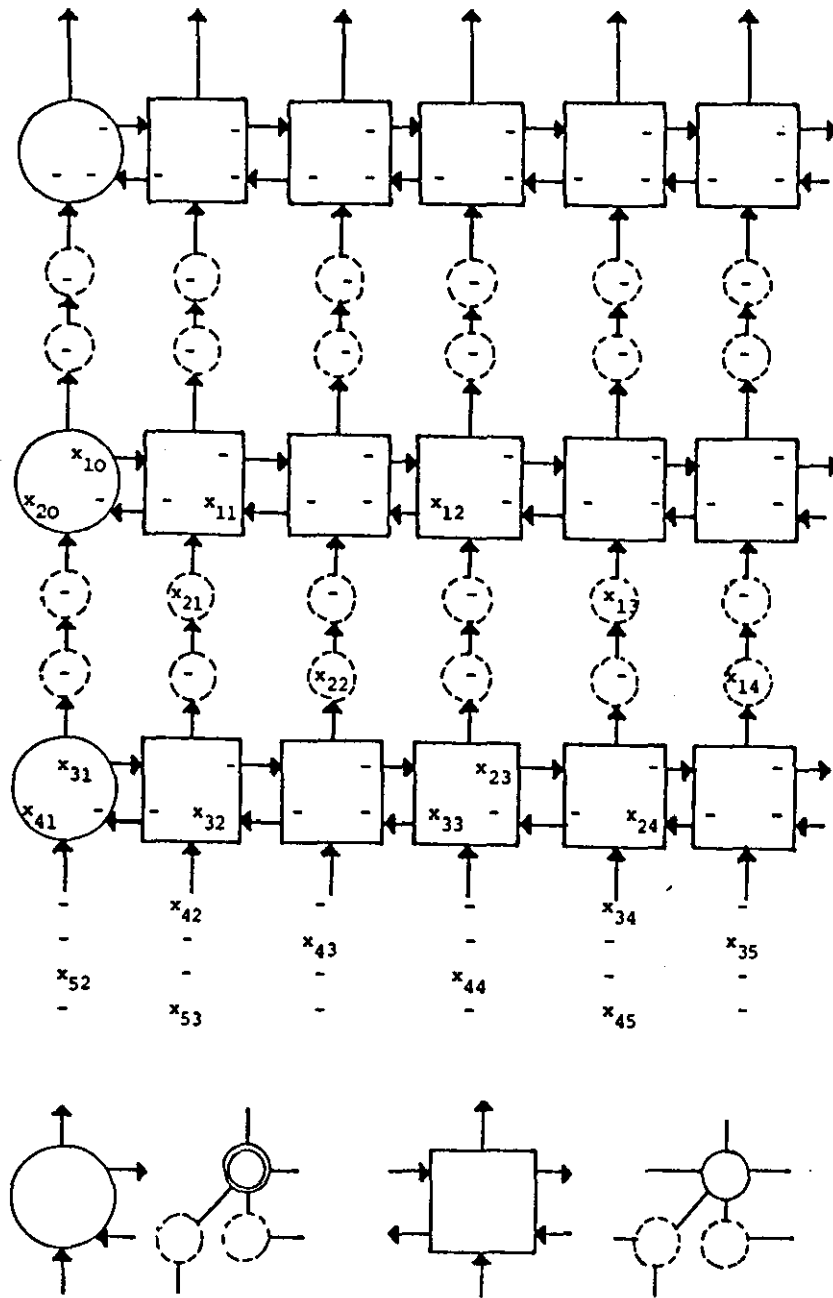 - - - - - -
- - - - - - - - - - - -
- - - - - -
- - - - - -
x10 - - - - -
x20 - - x11 - - x12 - - - - -
- x21 - - x13 -
- - x22 - - x14
x31 - - x23 - -
x41 - - x32 - - x33 - - x24 - -
- x42 - - x34 -
- - x43 - - x35
x52 - - x44 - -
- x53 - - x45 -